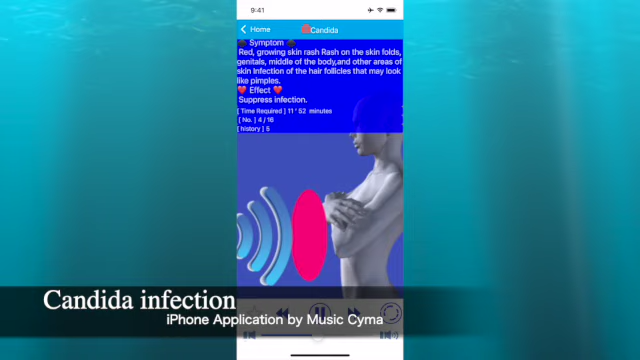 9:41
Home
Candida
Symptom
Red, growing skin rash Rash on the skin folds,
genitals, middle of the body,and other areas of
skin Infection of the hair follicles that may look
like pimples.
Effect
Suppress infection.
[ Time Required ] 11 ' 52 minutes
[ No. ] 4 / 16
[ history ] 5
Candida infection
iPhone Application by Music Cyma